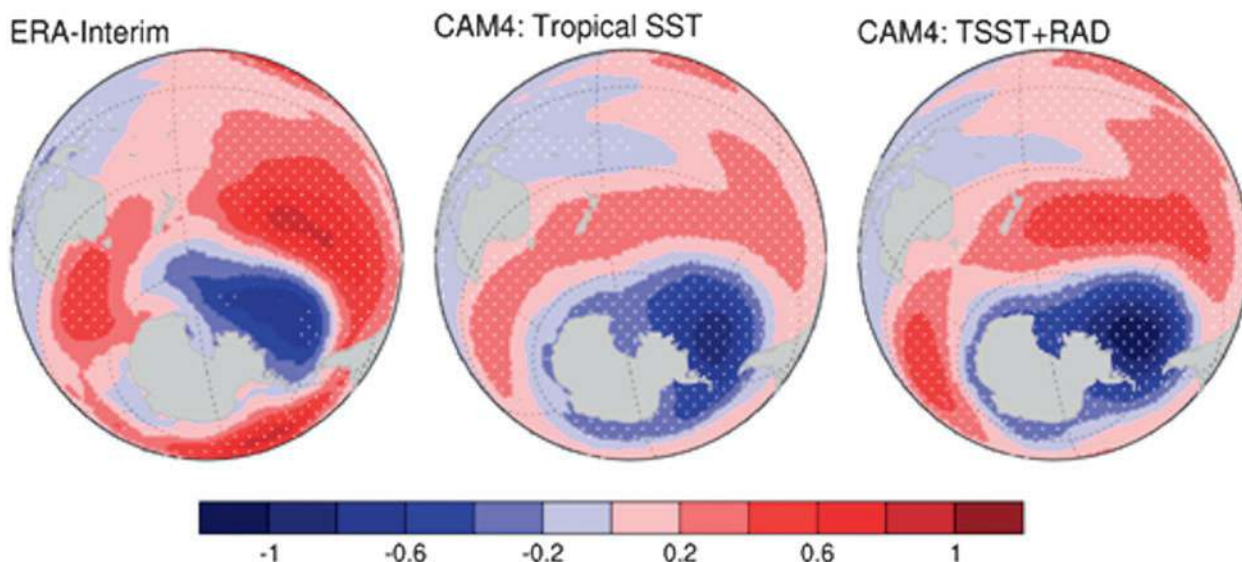 ERA-Interim
CAM4: Tropical SST
CAM4: TSST+RAD
-1 -0.6 -0.2 0.2 0.6 1